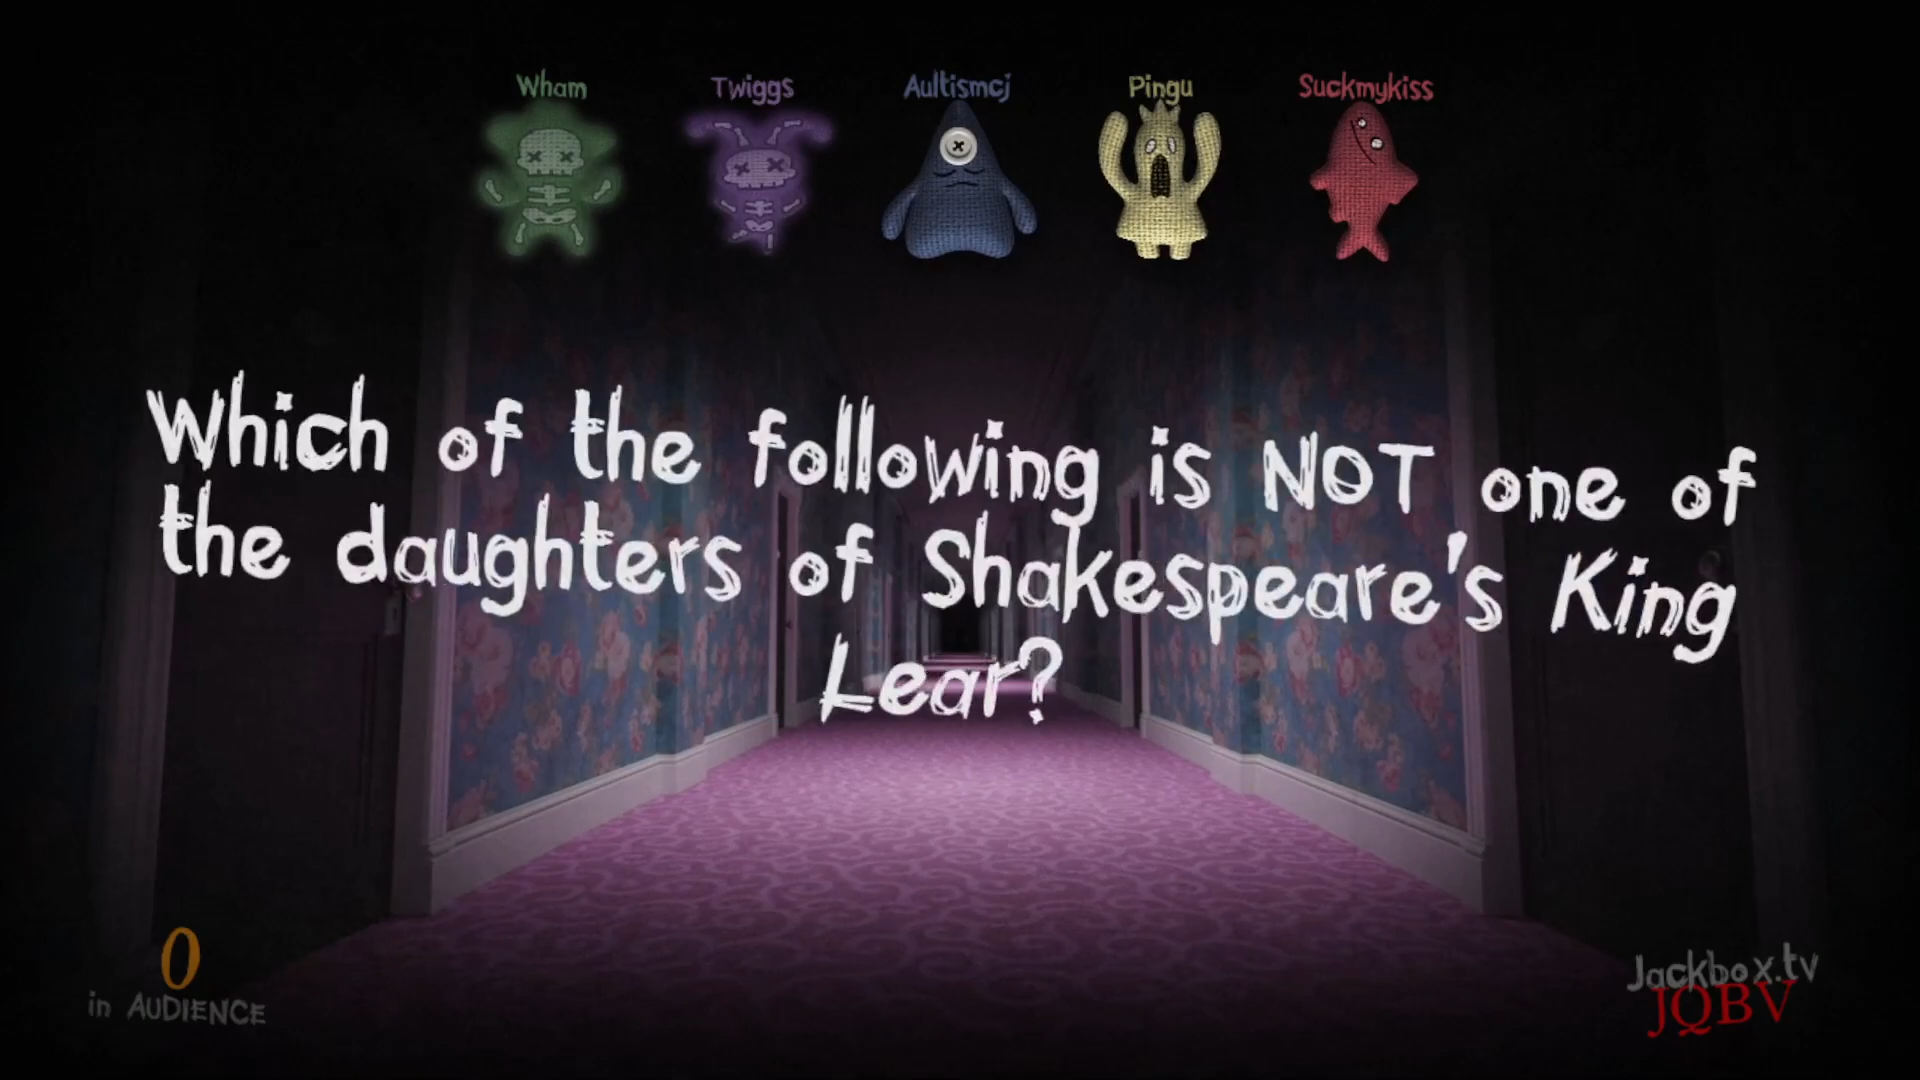 Wham Twiggs Aultismcj Pingu Suckmykiss
Which of the following is NOT one of
the daughters of Shakespeare's King
Lear?
0
in AUDIENCE
Jackbox.tv
JQBV